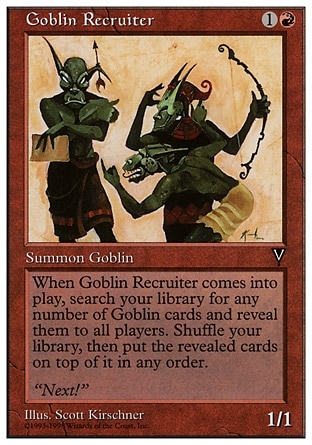 Goblin Recruiter 1
Summon Goblin V
When Goblin Recruiter comes into
play, search your library for any
number of Goblin cards and reveal
them to all players. Shuffle your
library, then put the revealed cards
on top of it in any order.
"Next!"
Illus. Scott Kirschner
©1993-1997 Wizards of the Coast, Inc.
1/1